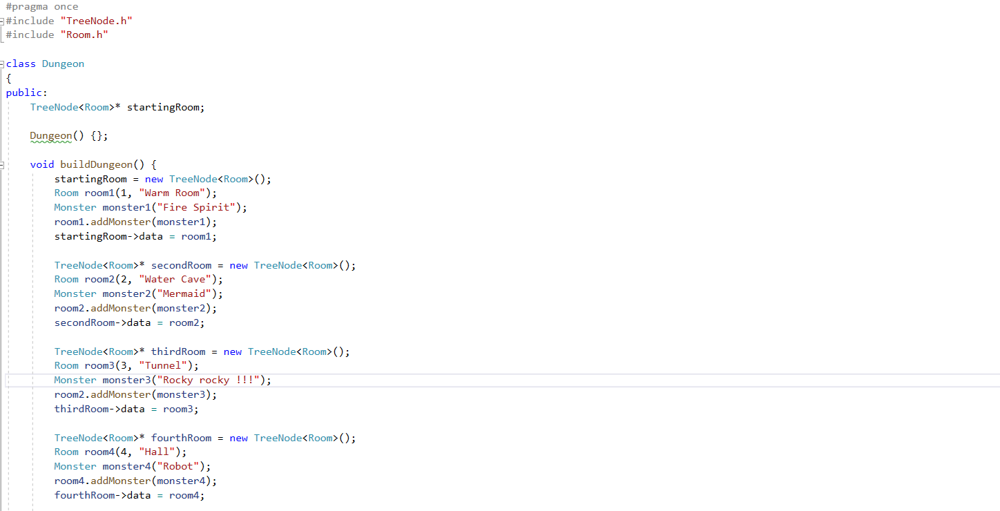 #pragma once
#include "TreeNode.h"
#include "Room.h"
class Dungeon
{
public:
    TreeNode<Room>* startingRoom;
    Dungeon() {};
    void buildDungeon() {
        startingRoom = new TreeNode<Room>();
        Room room1(1, "Warm Room");
        Monster monster1("Fire Spirit");
        room1.addMonster(monster1);
        startingRoom->data = room1;
        TreeNode<Room>* secondRoom = new TreeNode<Room>();
        Room room2(2, "Water Cave");
        Monster monster2("Mermaid");
        room2.addMonster(monster2);
        secondRoom->data = room2;
        TreeNode<Room>* thirdRoom = new TreeNode<Room>();
        Room room3(3, "Tunnel");
        Monster monster3("Rocky rocky !!!");
        room2.addMonster(monster3);
        thirdRoom->data = room3;
        TreeNode<Room>* fourthRoom = new TreeNode<Room>();
        Room room4(4, "Hall");
        Monster monster4("Robot");
        room4.addMonster(monster4);
        fourthRoom->data = room4;